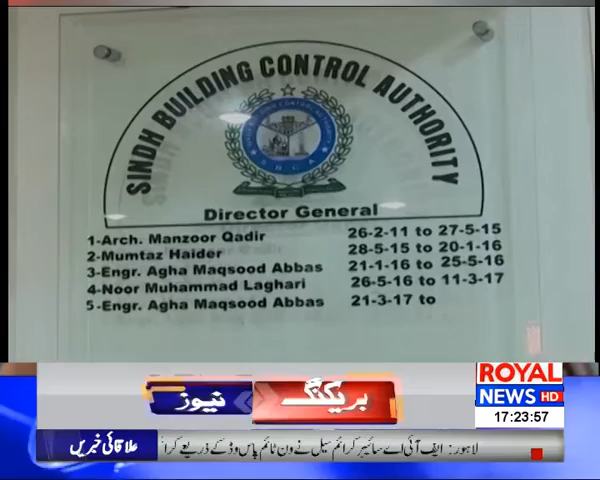 SINDH BUILDING CONTROL AUTHORITY
S B C A
Director General
1-Arch. Manzoor Qadir 26-2-11 to 27-5-15
2-Mumtaz Haider 28-5-15 to 20-1-16
3-Engr. Agha Maqsood Abbas 21-1-16 to 25-5-16
4-Noor Muhammad Laghari 26-5-16 to 11-3-17
5-Engr. Agha Maqsood Abbas 21-3-17 to
بریکنگ نیوز
ROYAL
NEWS HD
17:23:57
علاقائی خبریں
لاہور: ایف آئی اے سائبر کرائم سیل نے ون ٹائم پاس ورڈ کے ذریعے کرا